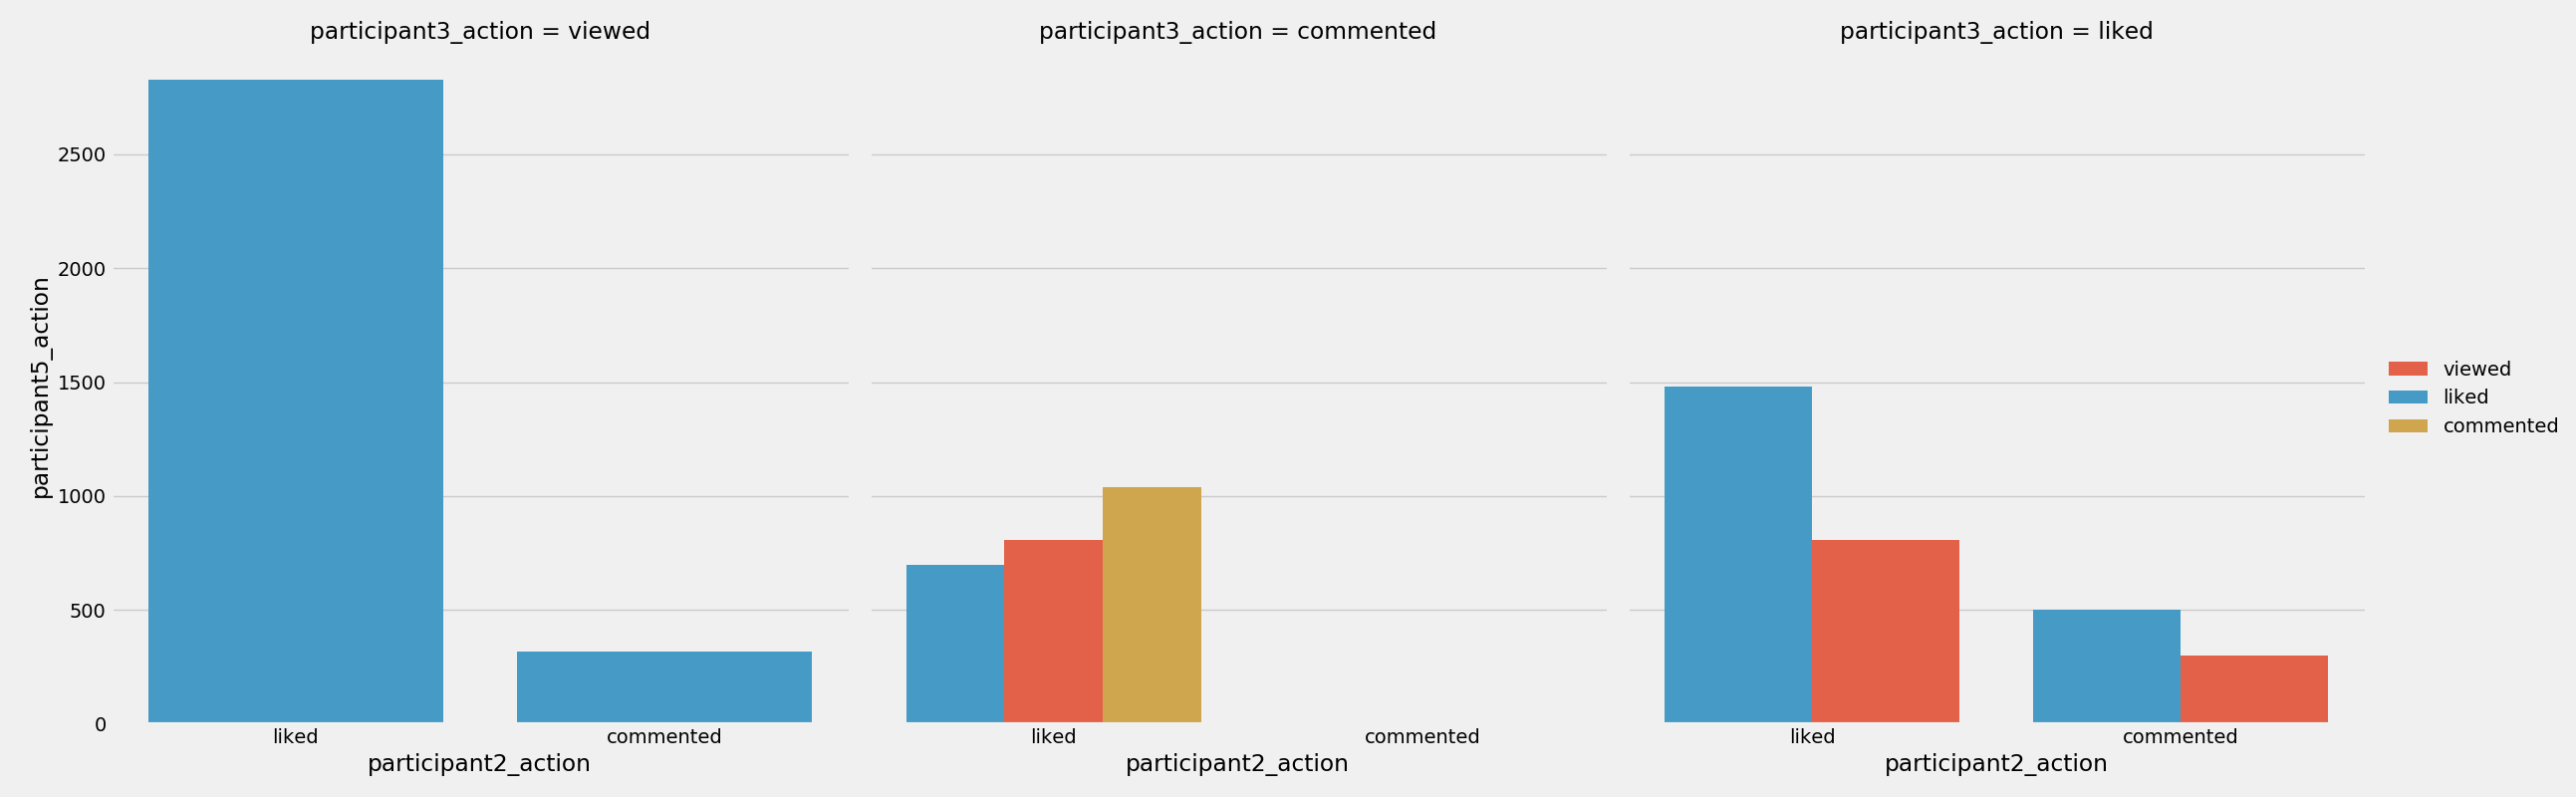 participant3_action = viewed
participant3_action = commented
participant3_action = liked
participant5_action
2500
2000
1500
1000
500
0
liked
commented
participant2_action
liked
commented
participant2_action
liked
commented
participant2_action
viewed
liked
commented